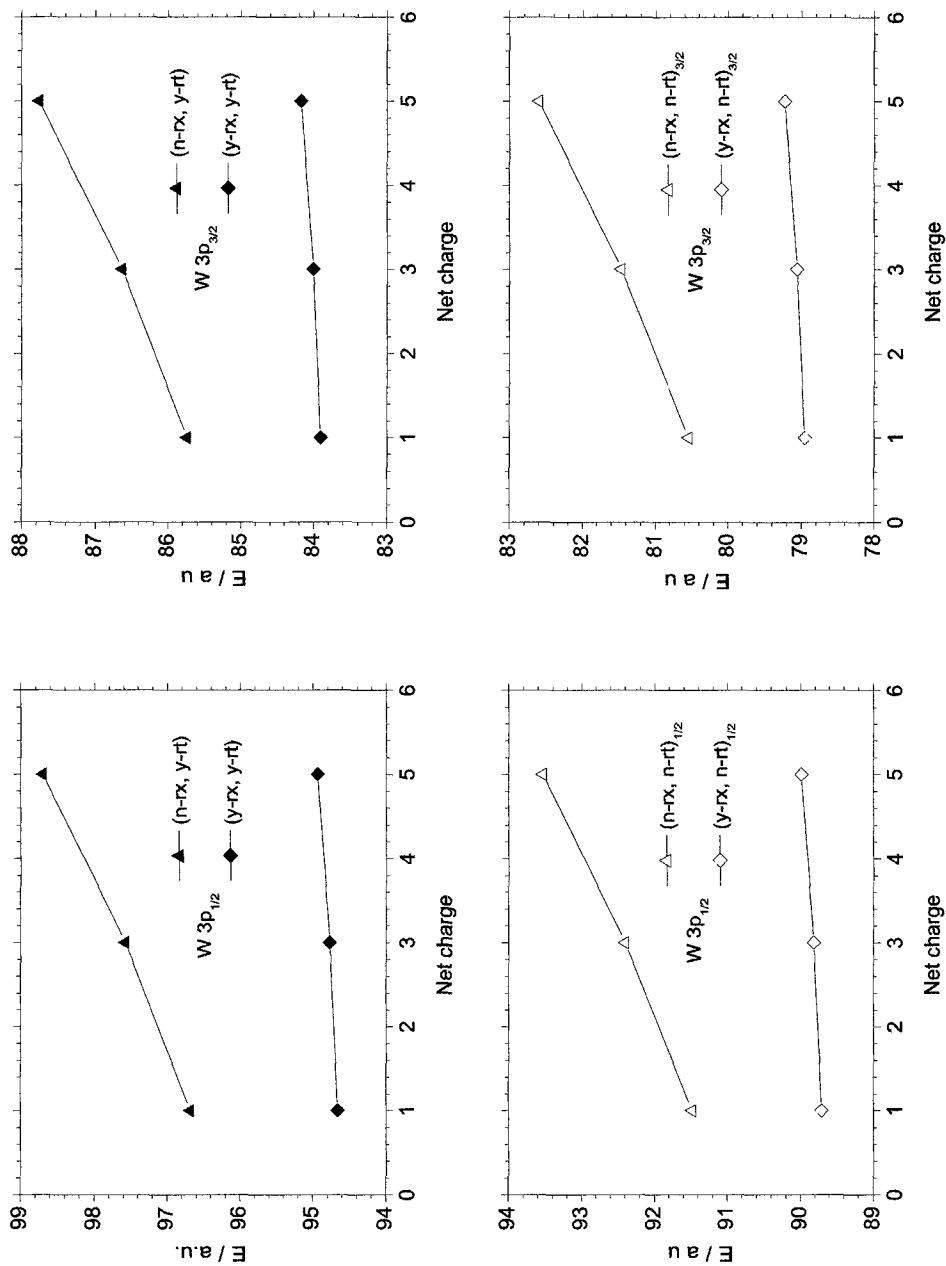 99
98
97
96
95
94
E / a.u.
W 3p1/2
(n-rx, y-rt)
(y-rx, y-rt)
0 1 2 3 4 5 6
Net charge
88
87
86
85
84
83
E / a u
W 3p3/2
(n-rx, y-rt)
(y-rx, y-rt)
0 1 2 3 4 5 6
Net charge
94
93
92
91
90
89
E / a u
W 3p1/2
(n-rx, n-rt)1/2
(y-rx, n-rt)1/2
0 1 2 3 4 5 6
Net charge
83
82
81
80
79
78
E / a u
W 3p3/2
(n-rx, n-rt)3/2
(y-rx, n-rt)3/2
0 1 2 3 4 5 6
Net charge